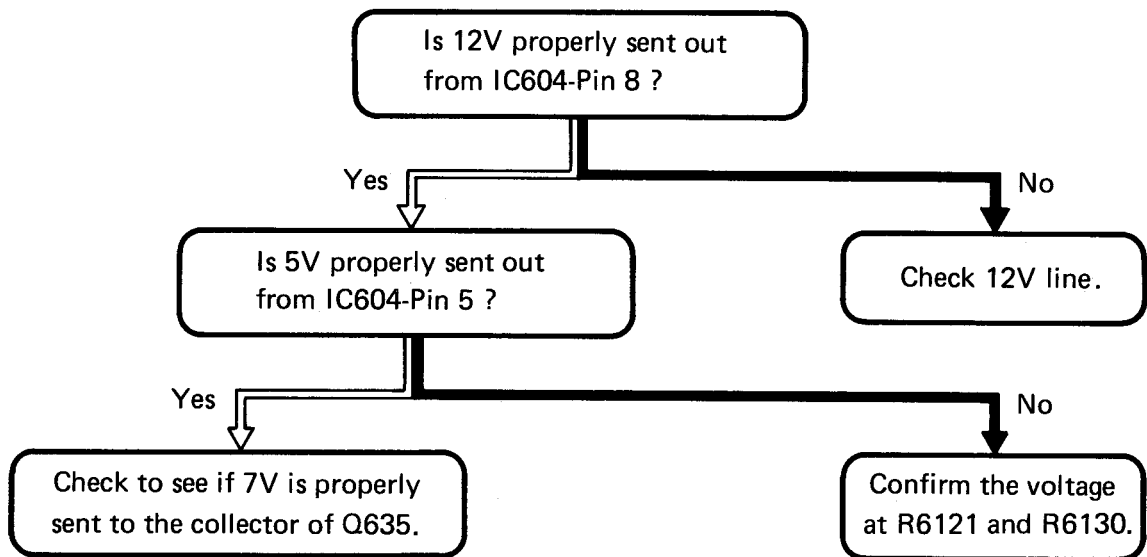 Is 12V properly sent out
from IC604-Pin 8 ?
Yes
No
Is 5V properly sent out
from IC604-Pin 5 ?
Check 12V line.
Yes
No
Check to see if 7V is properly
sent to the collector of Q635.
Confirm the voltage
at R6121 and R6130.